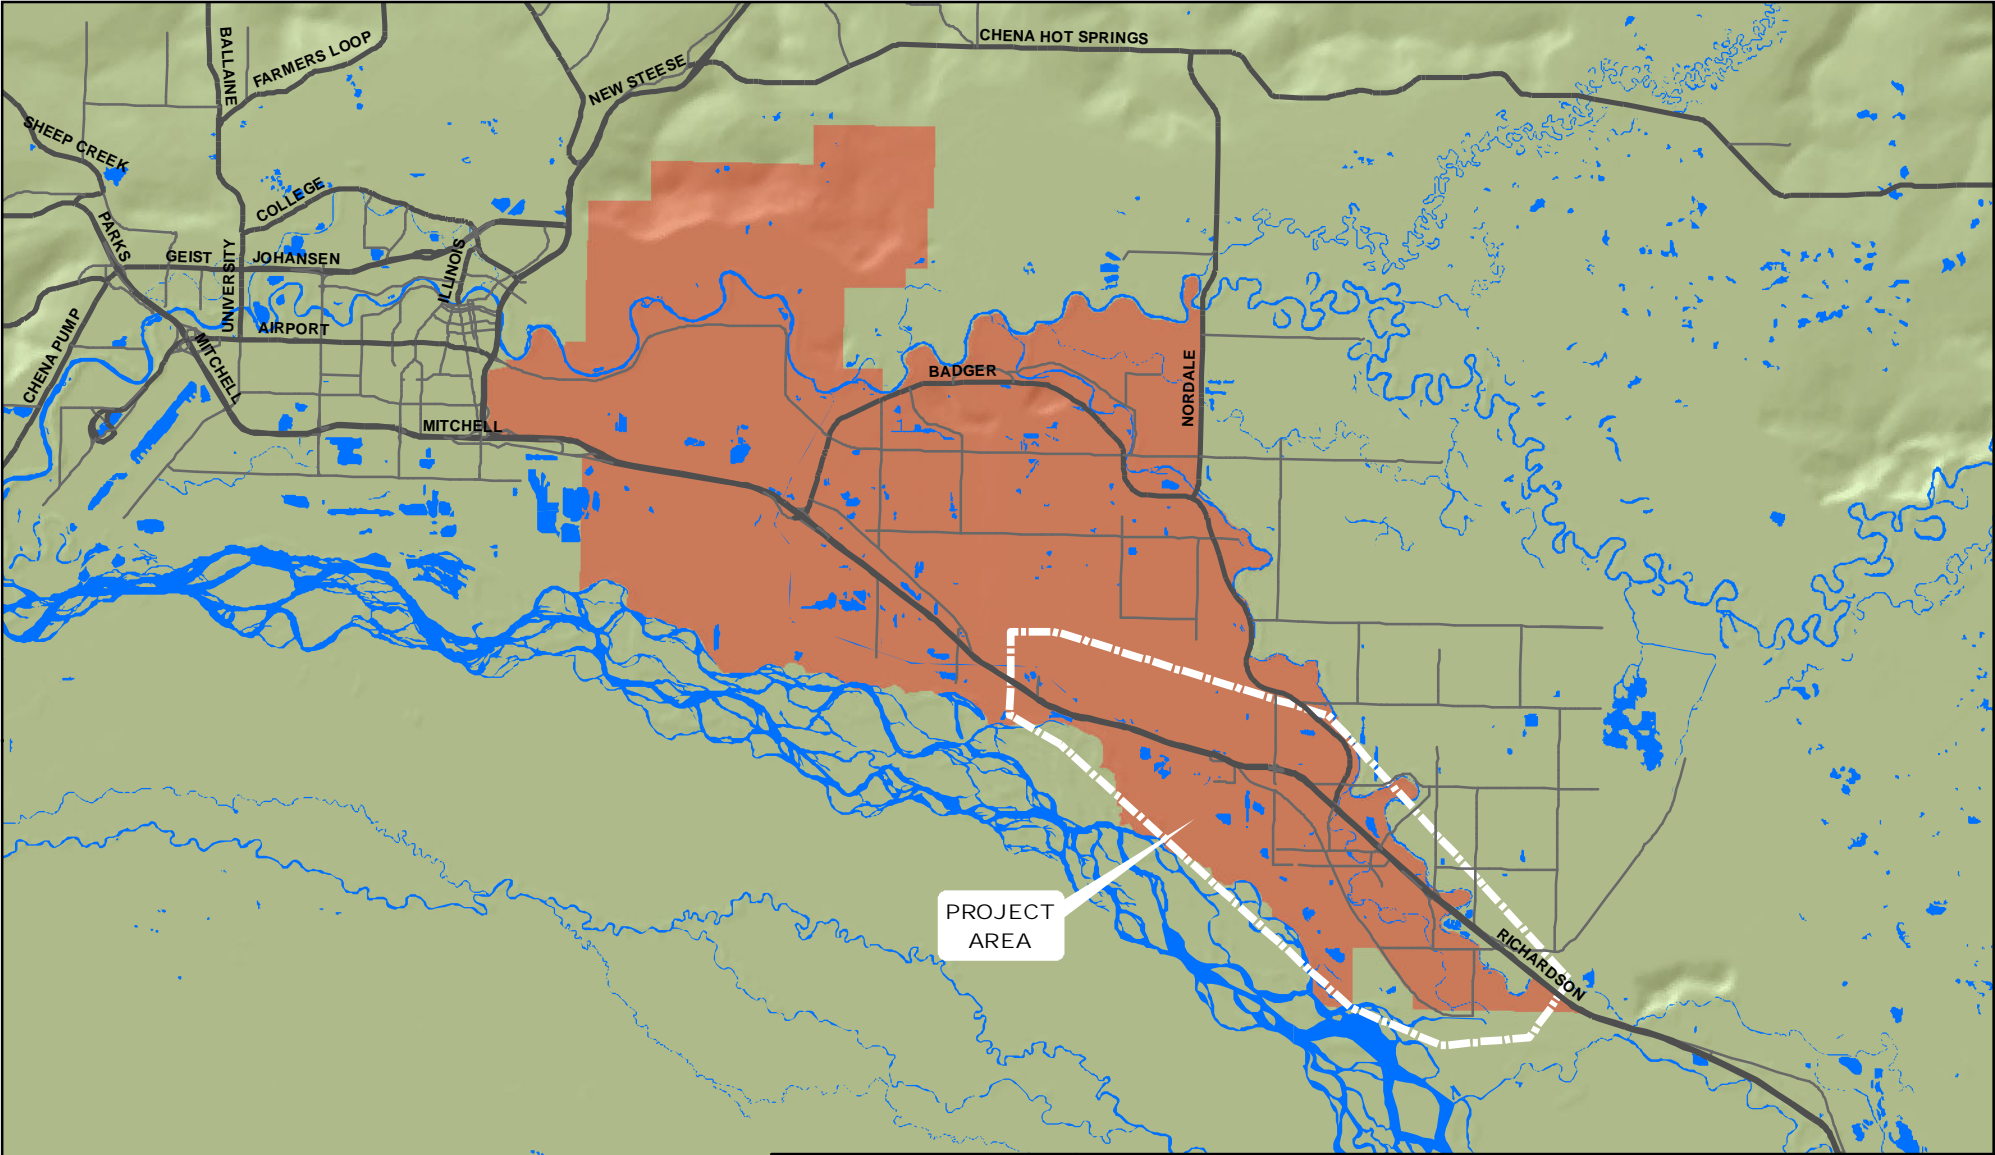 CHENA HOT SPRINGS
BALLAINE
FARMERS LOOP
NEW STEESE
SHEEP CREEK
COLLEGE
PARKS
GEIST
UNIVERSITY
JOHANSEN
ILLINOIS
AIRPORT
CHENA PUMP
MITCHELL
MITCHELL
BADGER
NORDALE
PROJECT
AREA
RICHARDSON